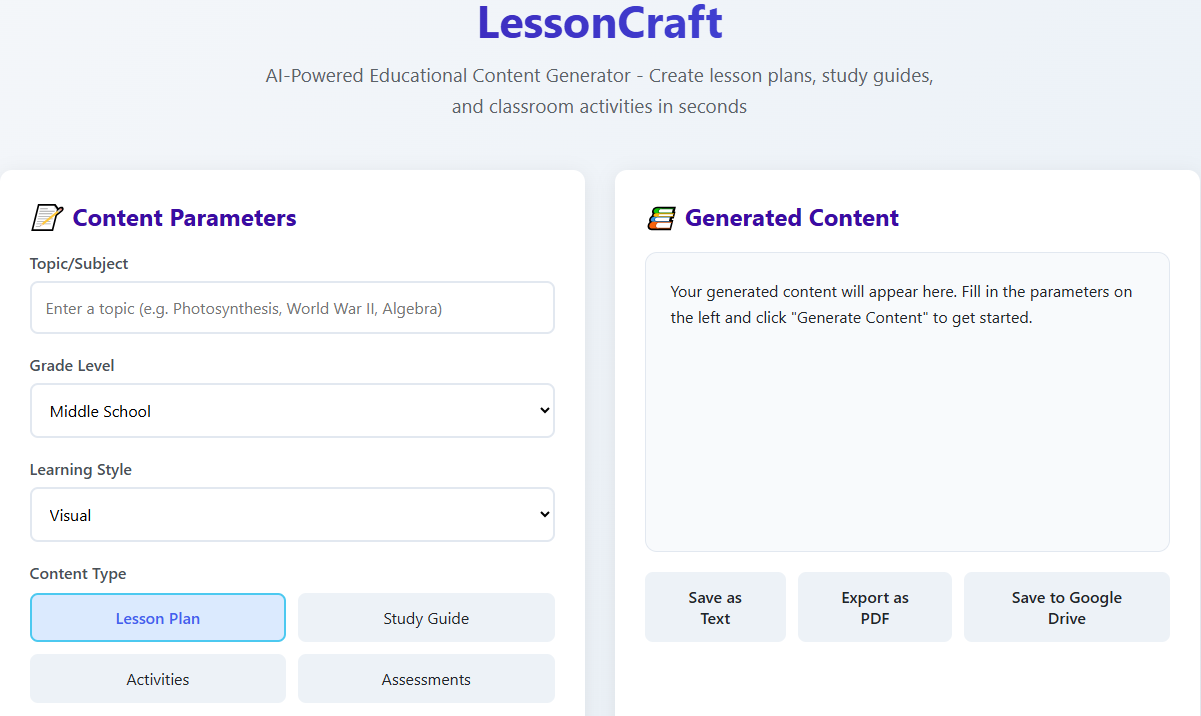 LessonCraft
AI-Powered Educational Content Generator - Create lesson plans, study guides,
and classroom activities in seconds
Content Parameters
Topic/Subject
Enter a topic (e.g. Photosynthesis, World War II, Algebra)
Grade Level
Middle School
Learning Style
Visual
Content Type
Lesson Plan
Study Guide
Activities
Assessments
Generated Content
Your generated content will appear here. Fill in the parameters on
the left and click "Generate Content" to get started.
Save as
Text
Export as
PDF
Save to Google
Drive